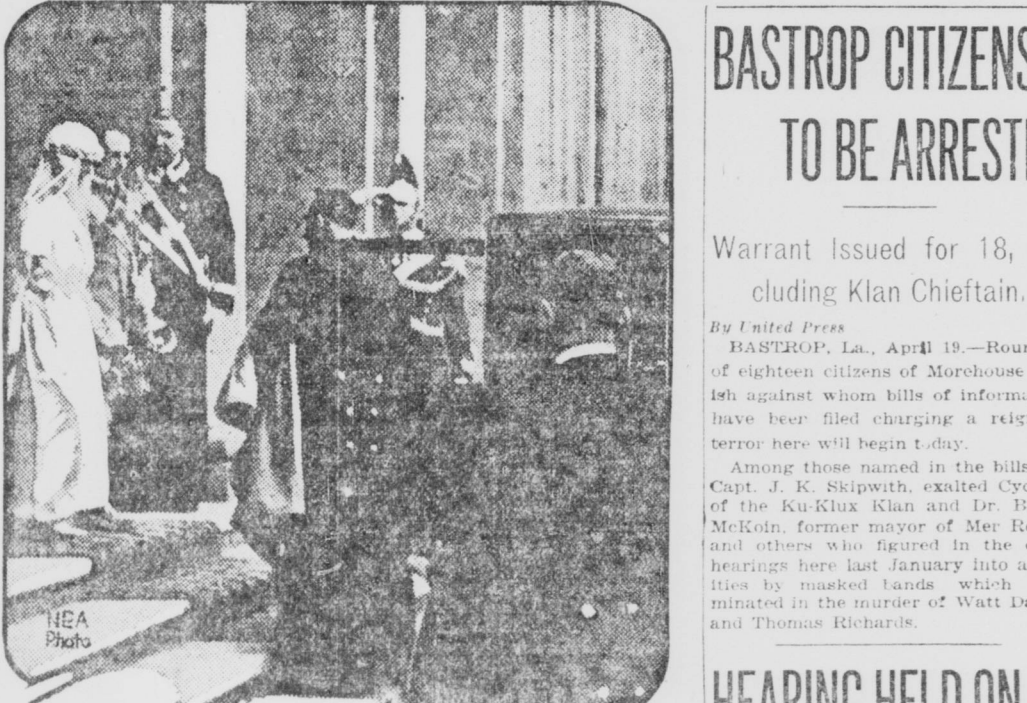 NEA
Photo
BASTROP CITIZENS
TO BE ARREST
Warrant Issued for 18,
cluding Klan Chieftain.
By United Press
BASTROP, La., April 19.—Roun
of eighteen citizens of Morehouse
ish against whom bills of informa
have beer filed charging a reig
terror here will begin today.
Among those named in the bills
Capt. J. K. Skipwith, exalted Cyc
of the Ku-Klux Klan and Dr. B
McKoin, former mayor of Mer R
and others who figured in the
hearings here last January into a
ities by masked bands which
minated in the murder of Watt Da
and Thomas Richards.
HEARING HELD ON